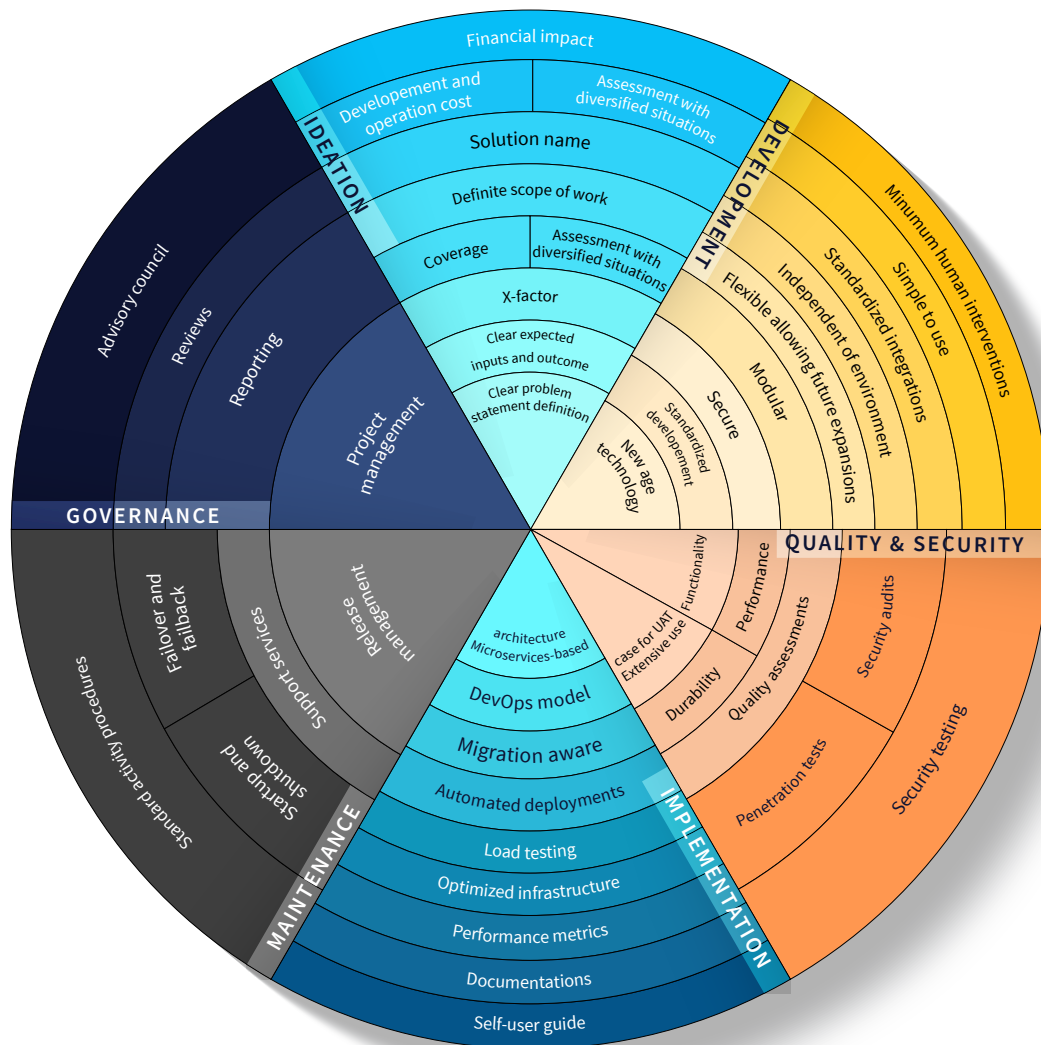 IDEATION
Financial impact
Developement and
operation cost
Assessment with
diversified situations
Solution name
Definite scope of work
Coverage
Assessment with
diversified situations
X-factor
Clear expected
inputs and outcome
Clear problem
statement definition
DEVELOPMENT
Minumum human interventions
Simple to use
Standardized integrations
Independent of environment
Flexible allowing future expansions
Modular
Secure
Standardized
developement
New age
technology
QUALITY & SECURITY
Functionality
case for UAT
Extensive use
Performance
Durability
Quality assessments
Security audits
Penetration tests
Security testing
IMPLEMENTATION
architecture
Microservices-based
DevOps model
Migration aware
Automated deployments
Load testing
Optimized infrastructure
Performance metrics
Documentations
Self-user guide
MAINTENANCE
Release
management
Support services
Failover and
failback
Startup and
shutdown
Standard activity procedures
GOVERNANCE
Advisory council
Reviews
Reporting
Project
management